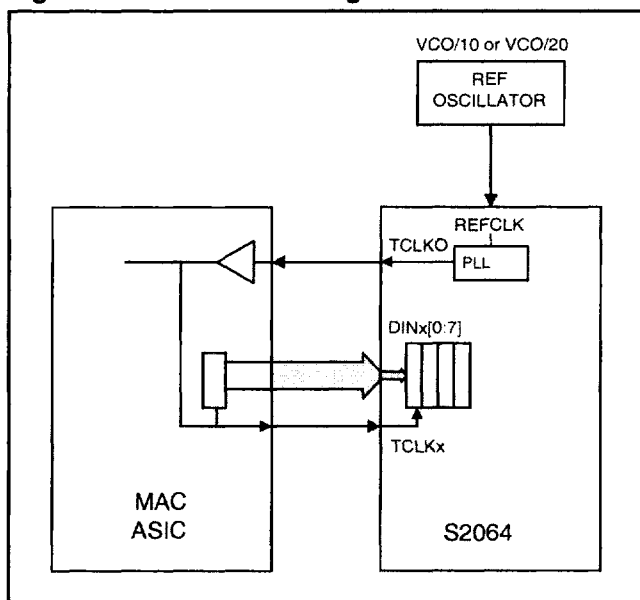 VCO/10 or VCO/20
REF
OSCILLATOR
REFCLK
TCLKO
PLL
DINx[0:7]
TCLKx
MAC
ASIC
S2064